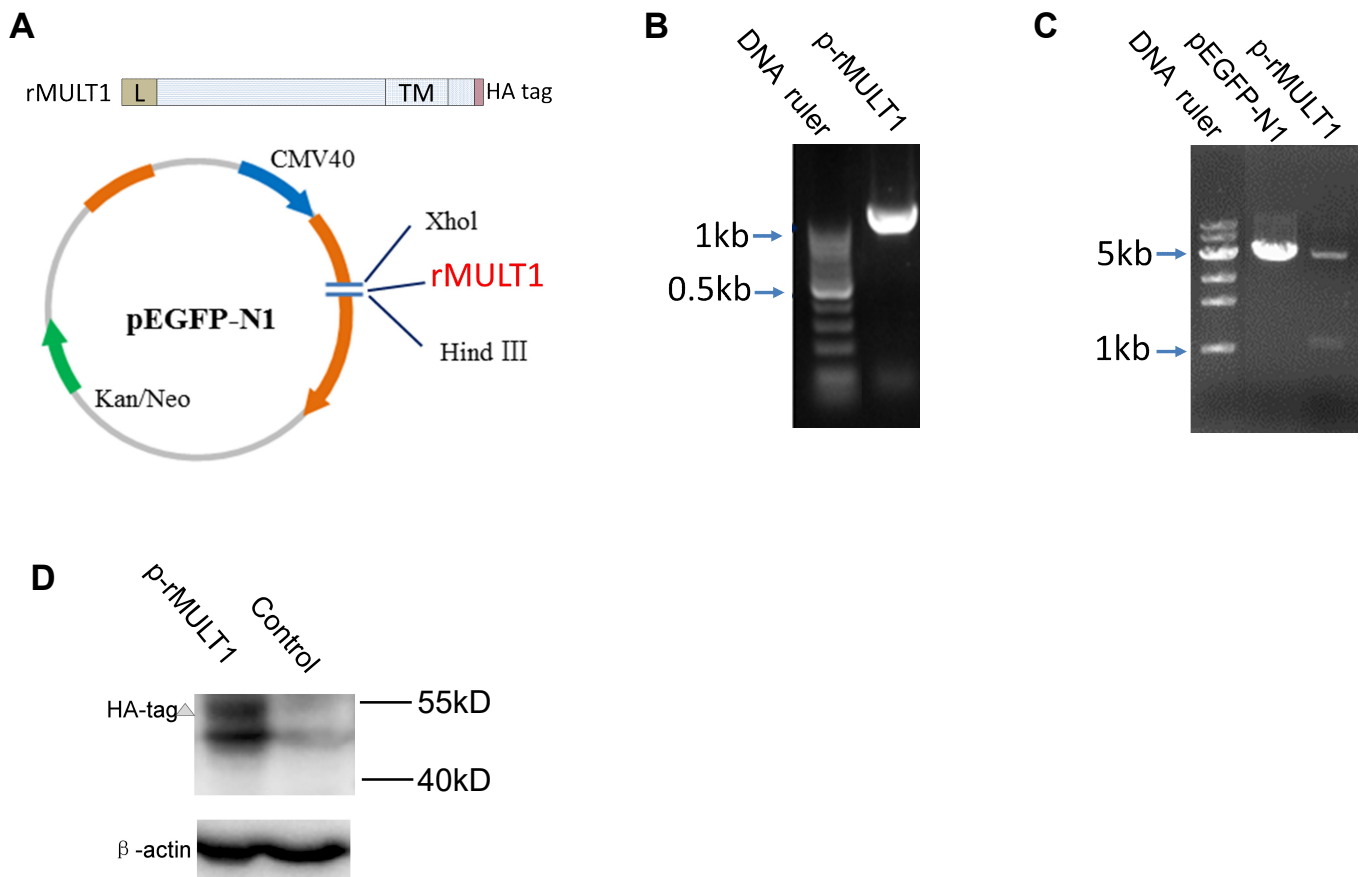 A
rMULT1 L TM HA tag
CMV40
Xhol
rMULT1
pEGFP-N1
Hind III
Kan/Neo
B
DNA ruler
p-rMULT1
1kb
0.5kb
C
DNA ruler
pEGFP-N1
p-rMULT1
5kb
1kb
D
p-rMULT1
Control
HA-tag
55kD
40kD
β-actin